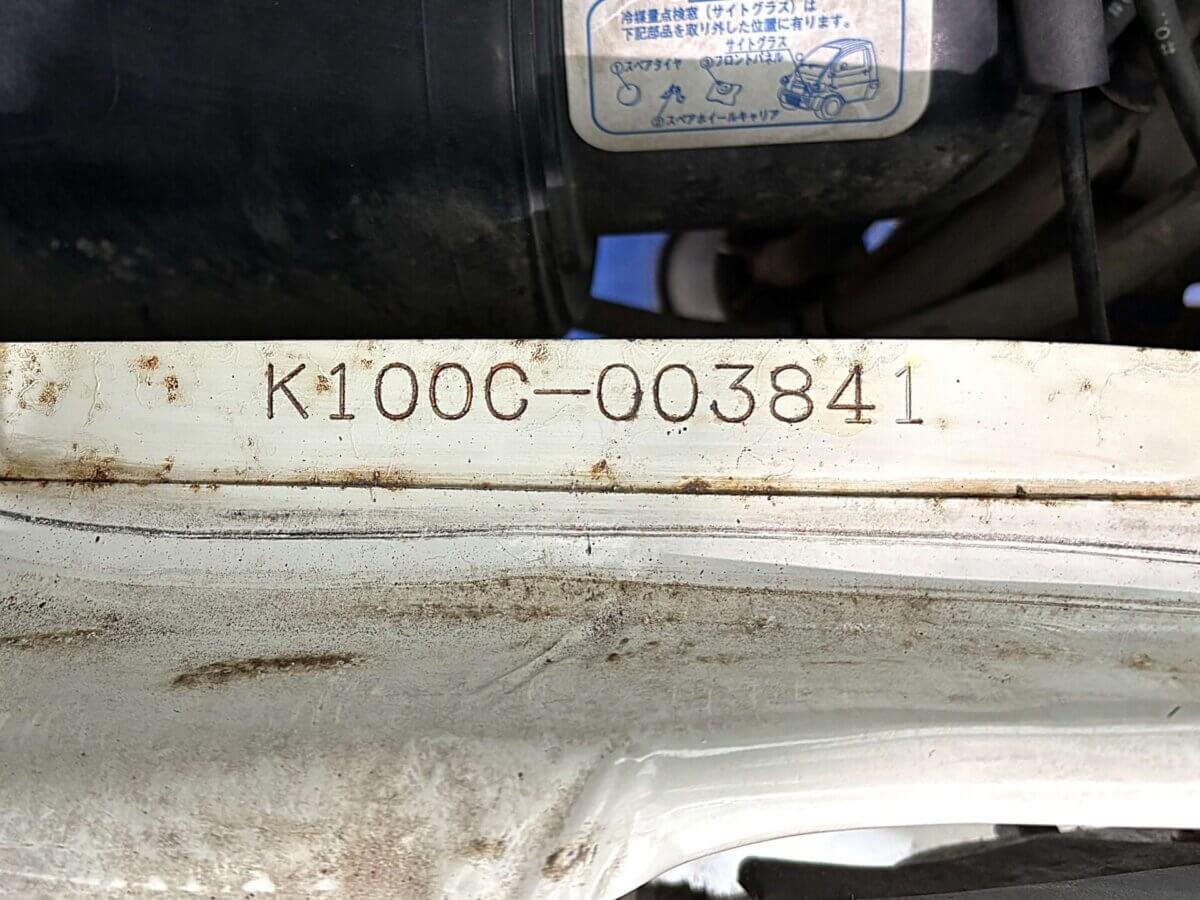 冷媒量点検窓（サイトグラス）は
下記部品を取り外した位置に有ります。
サイトグラス
①スペアタイヤ
③フロントパネル
②スペアホイールキャリア
K100C-003841